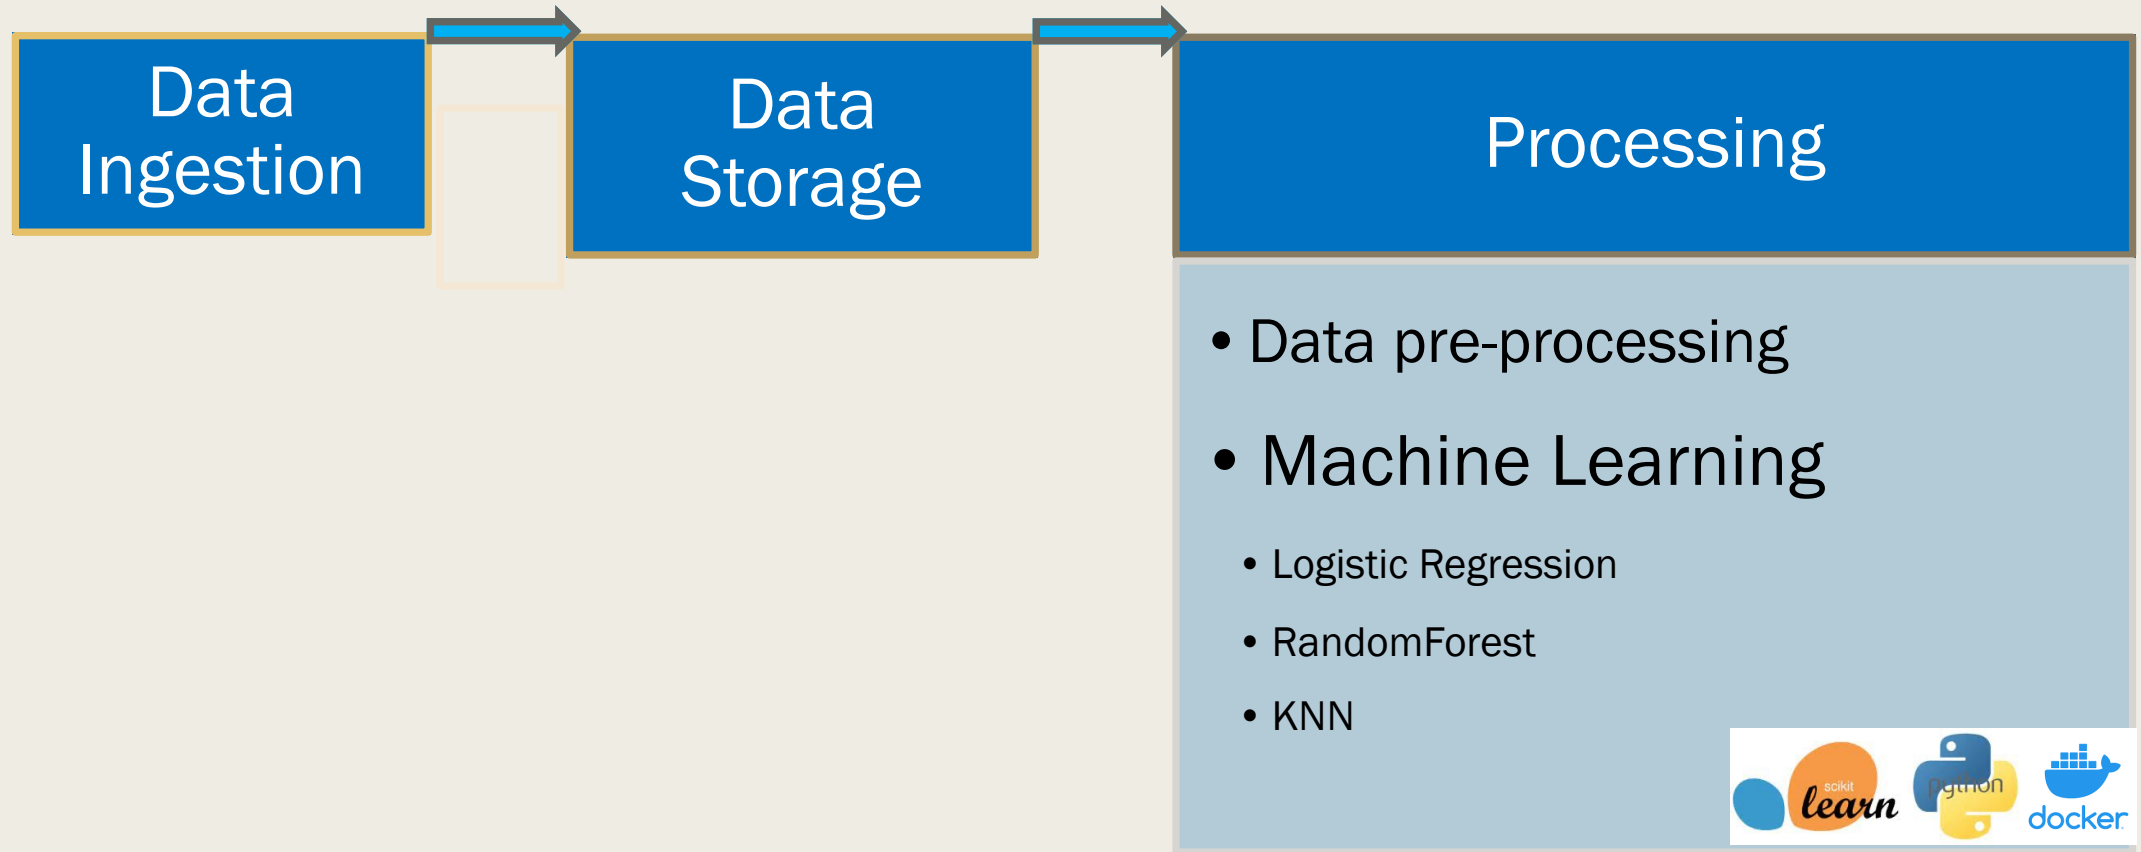 Data
Ingestion
Data
Storage
Processing
• Data pre-processing
• Machine Learning
• Logistic Regression
• RandomForest
• KNN
scikit
learn
python
docker